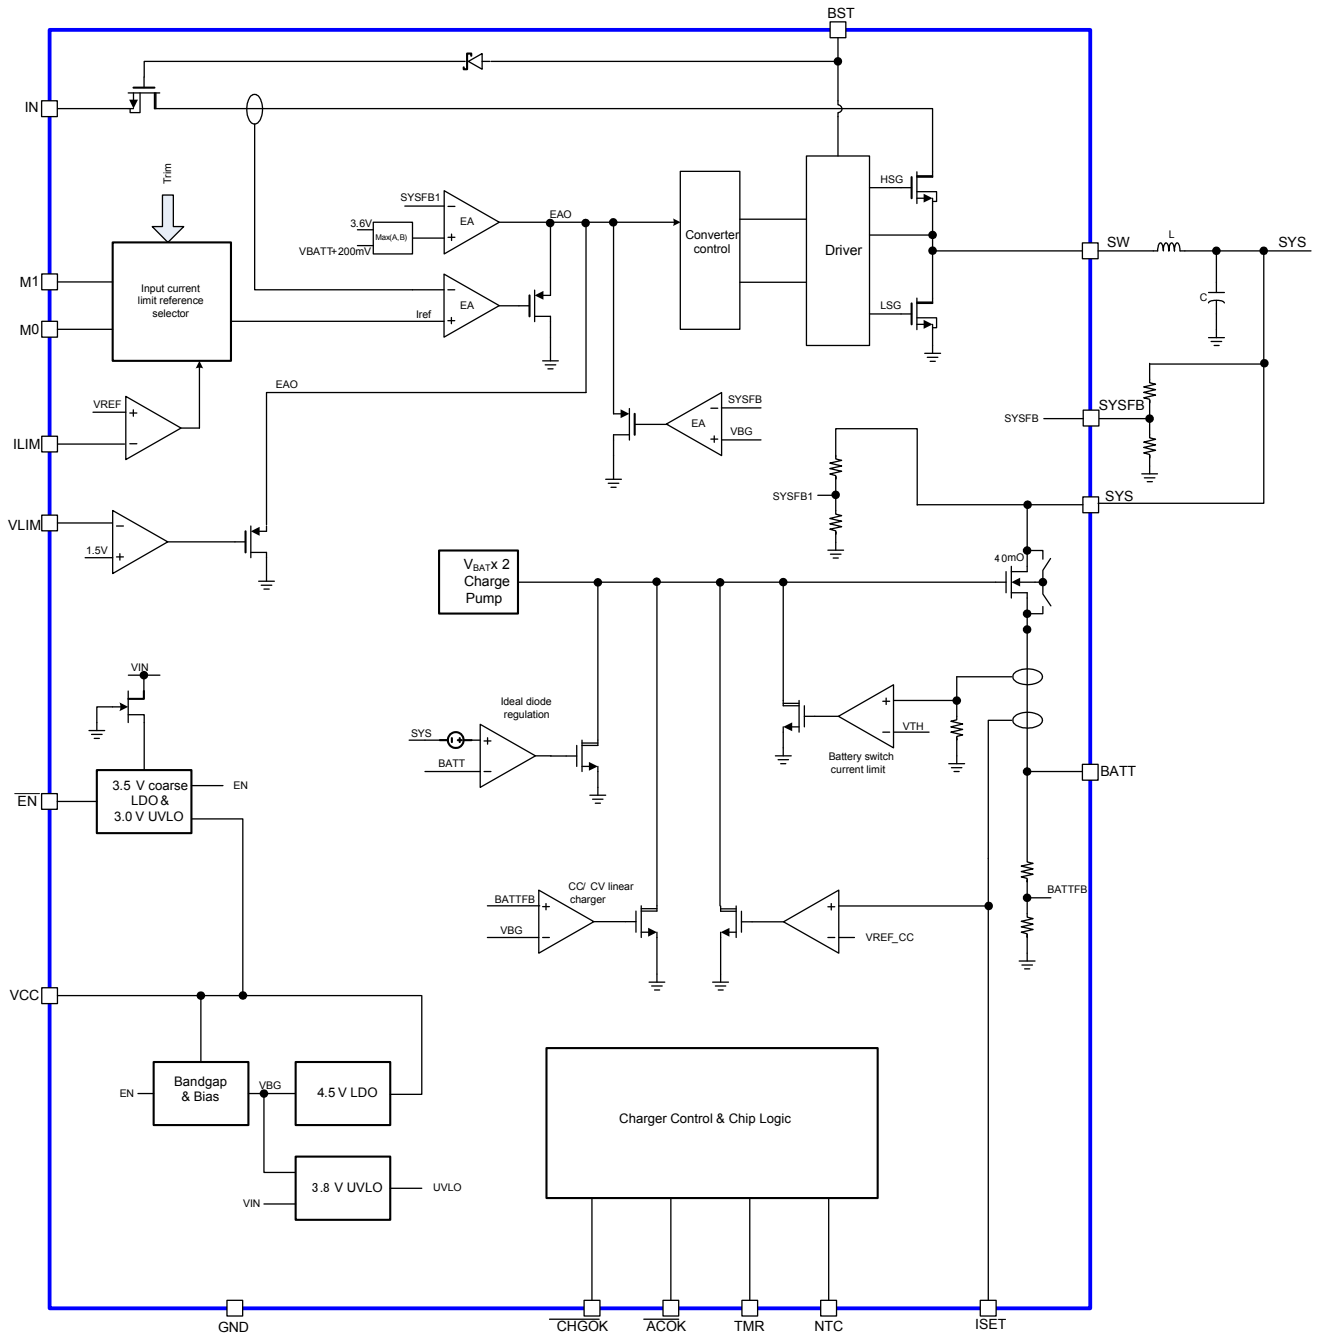 BST
IN
Trim
HSG
SYSFB1
EA
EAO
3.6V
Max(A,B)
VBATT+200mV
Converter
control
Driver
SW
L
SYS
M1
Input current
limit reference
selector
C
M0
Iref
EA
LSG
EAO
VREF
SYSFB
EA
VBG
SYSFB
SYSFB
ILIM
SYSFB1
SYS
VLIM
1.5V
40mO
VBAT x 2
Charge
Pump
VIN
Ideal diode
regulation
SYS
BATT
VTH
Battery switch
current limit
BATT
EN
3.5 V coarse
LDO &
3.0 V UVLO
EN
CC/ CV linear
charger
BATTFB
VBG
VREF_CC
BATTFB
VCC
EN
Bandgap
& Bias
VBG
4.5 V LDO
Charger Control & Chip Logic
VIN
3.8 V UVLO
UVLO
GND
CHGOK
ACOK
TMR
NTC
ISET